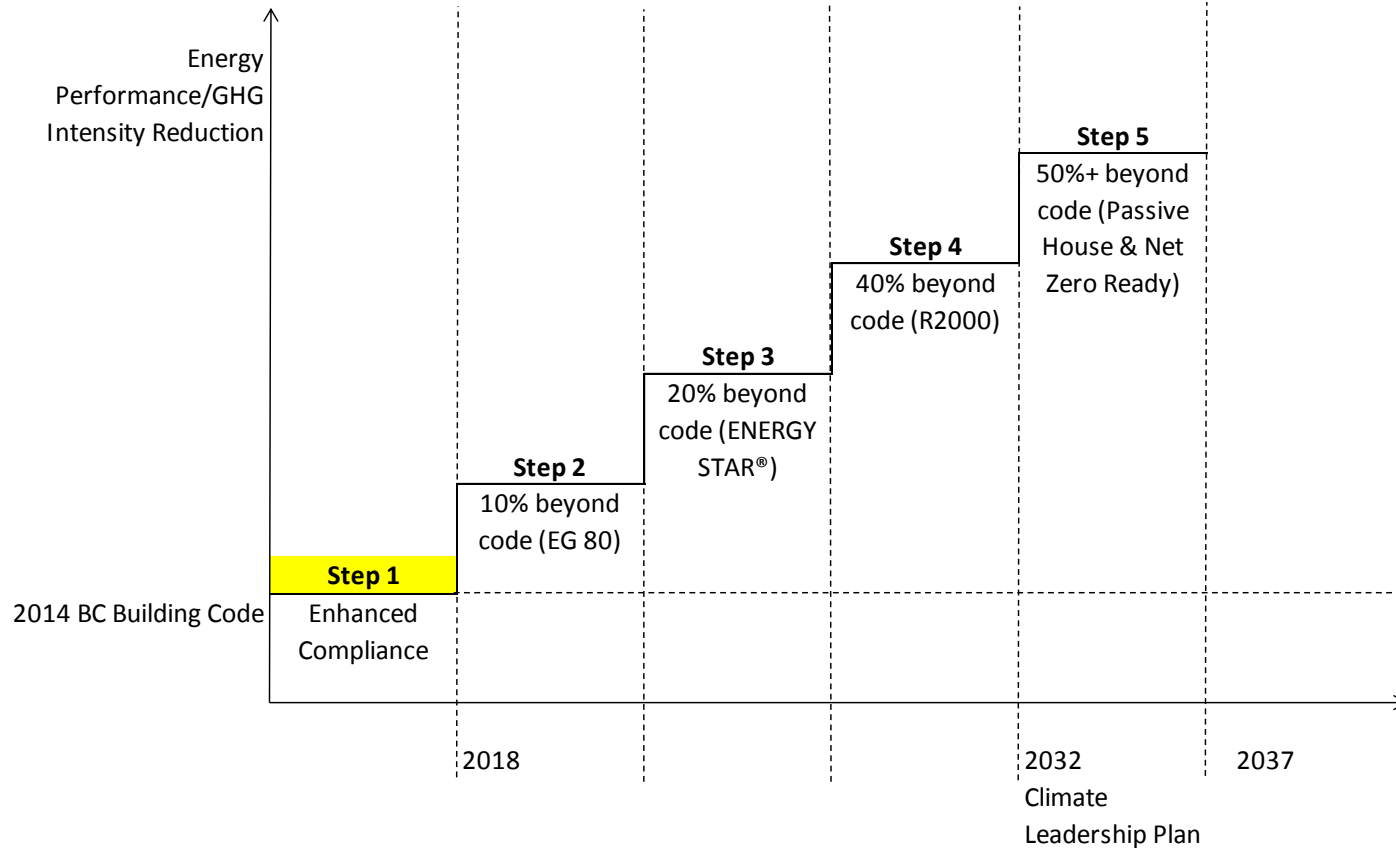 Energy
Performance/GHG
Intensity Reduction
Step 5
50%+ beyond
code (Passive
House & Net
Zero Ready)
Step 4
40% beyond
code (R2000)
Step 3
20% beyond
code (ENERGY
STAR®)
Step 2
10% beyond
code (EG 80)
Step 1
2014 BC Building Code
Enhanced
Compliance
2018
2032
Climate
Leadership Plan
2037